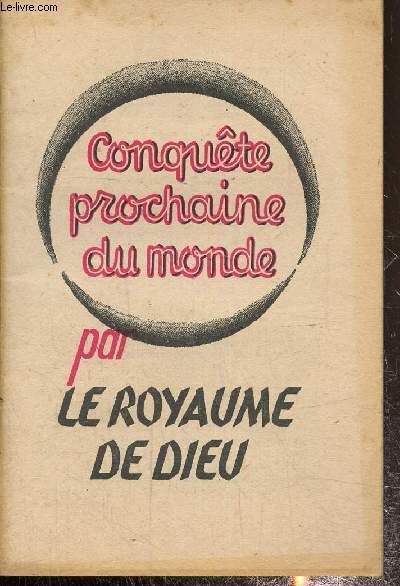 Le-livre.com
Conquête
prochaine
du monde
par
LE ROYAUME
DE DIEU